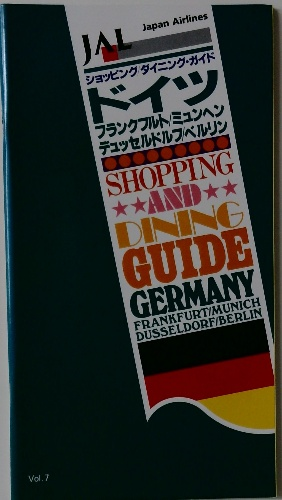 JAL Japan Airlines
ショッピング・ダイニング・ガイド
ドイツ
フランクフルト/ミュンヘン
デュッセルドルフ/ベルリン
SHOPPING
★★AND★★
DINING
GUIDE
GERMANY
FRANKFURT/MUNICH
DUSSELDORF/BERLIN
Vol.7